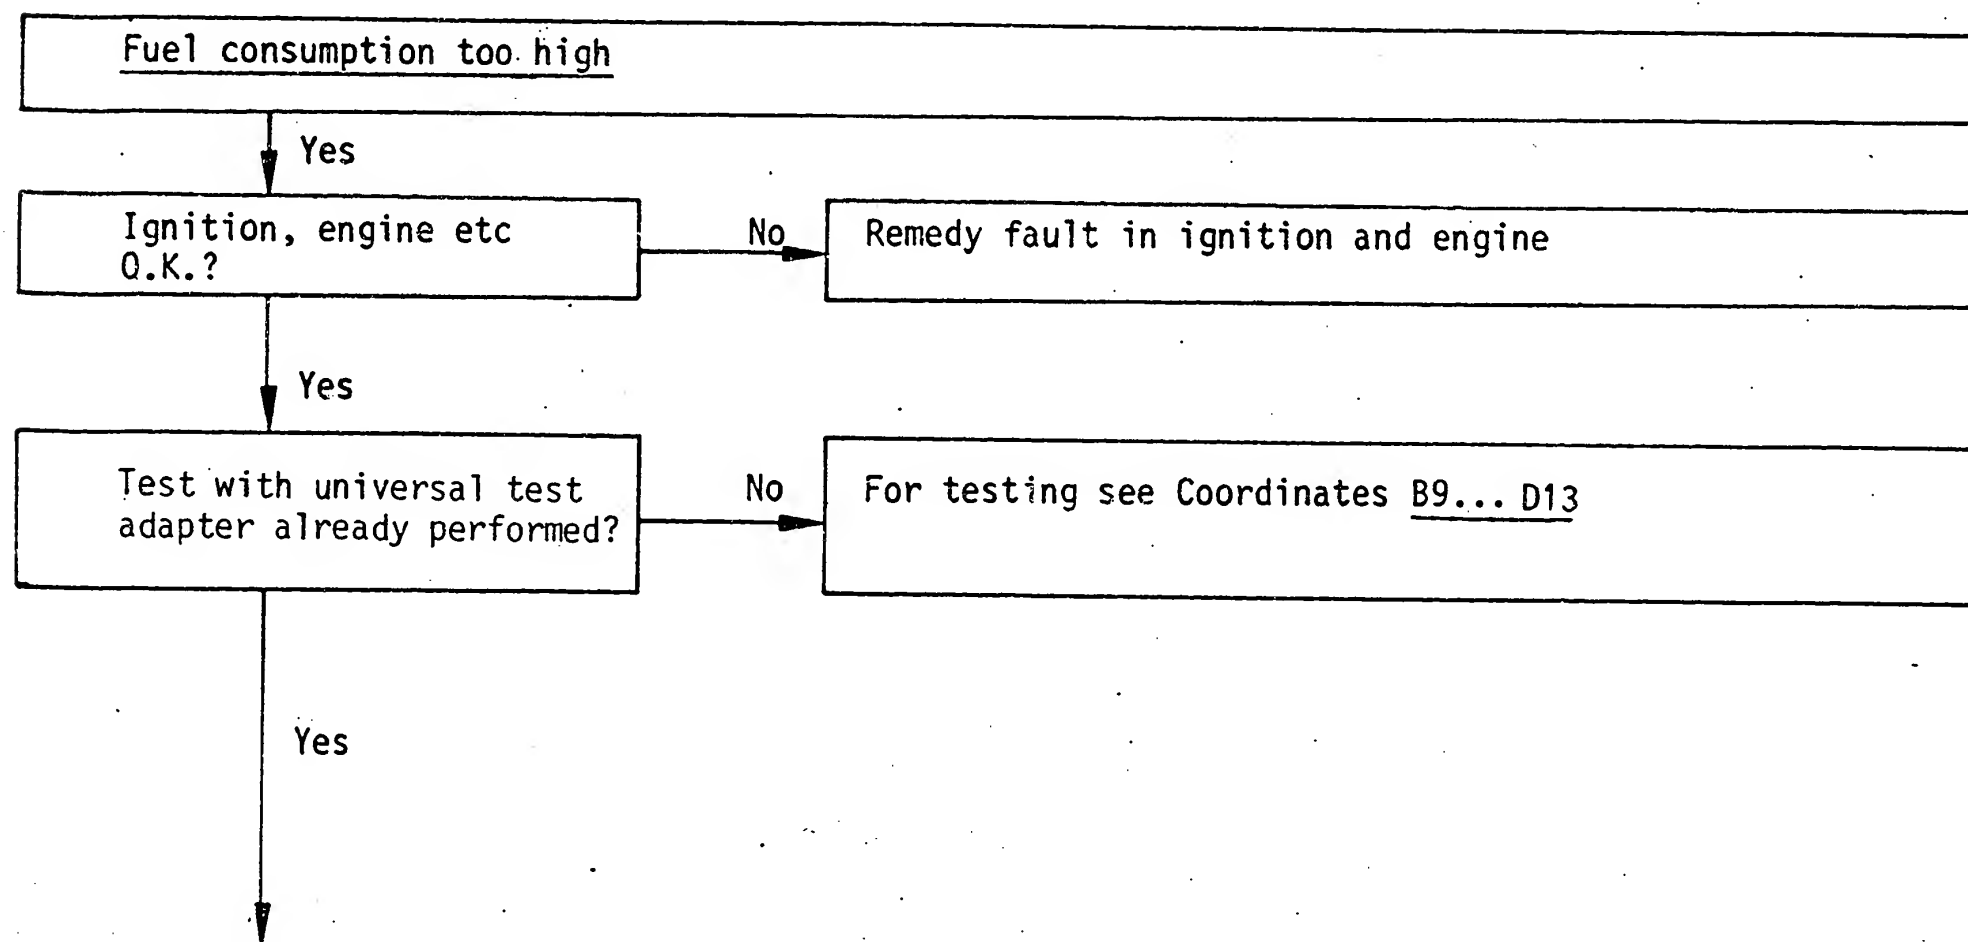 Fuel consumption too high
Yes
Ignition, engine etc
O.K.?
No
Remedy fault in ignition and engine
Yes
Test with universal test
adapter already performed?
No
For testing see Coordinates B9... D13
Yes